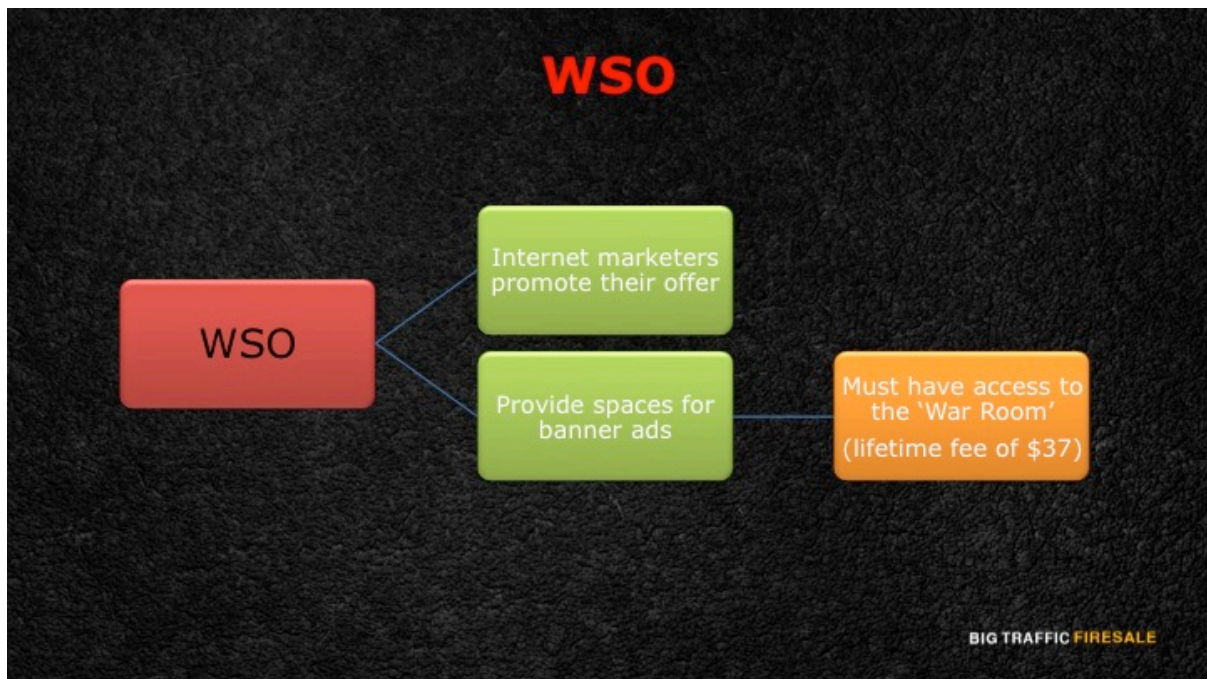 WSO
WSO
Internet marketers
promote their offer
Provide spaces for
banner ads
Must have access to
the ‘War Room’
(lifetime fee of $37)
BIG TRAFFIC FIRESALE